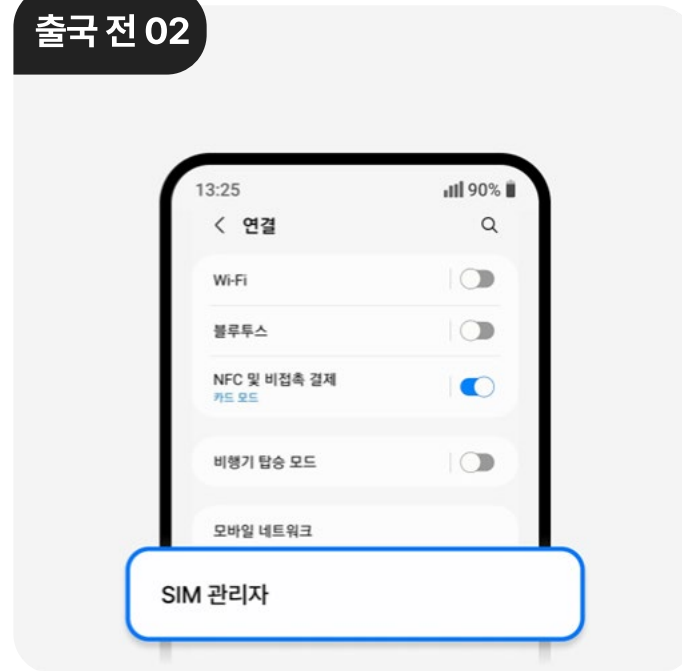 출국 전 02
13:25 90%
연결
Wi-Fi
블루투스
NFC 및 비접촉 결제
카드 모드
비행기 탑승 모드
모바일 네트워크
SIM 관리자